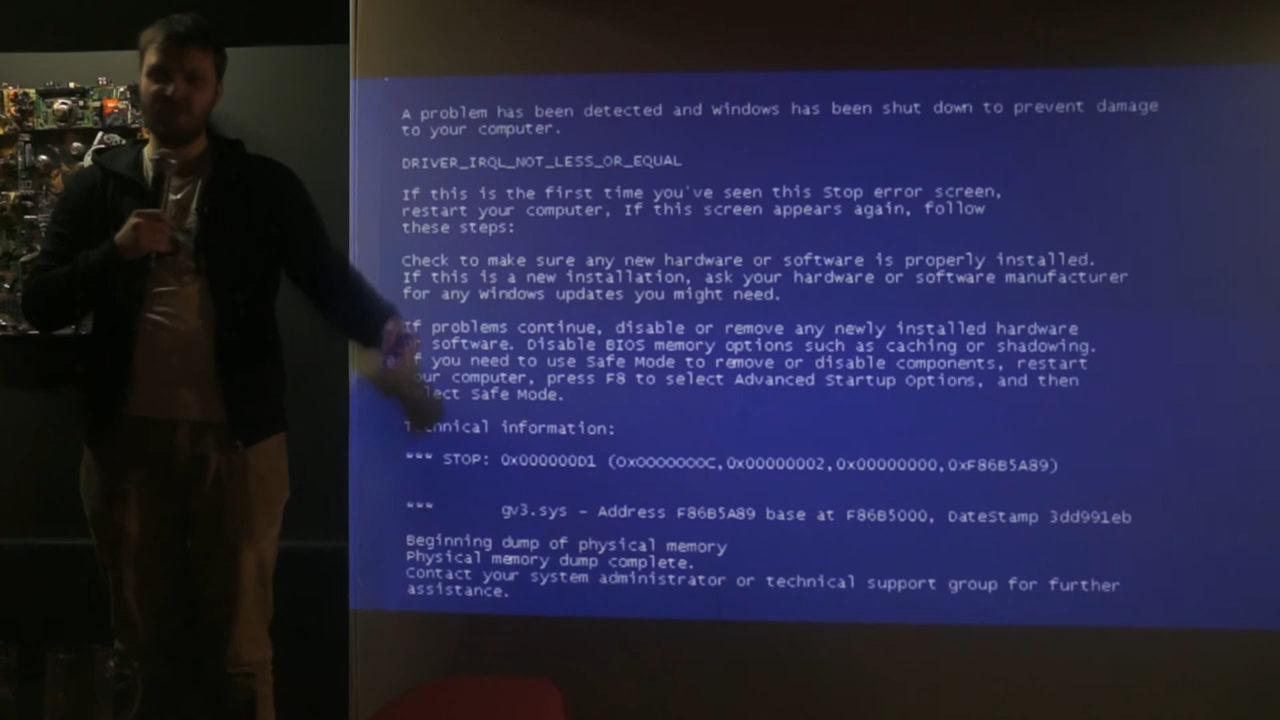 A problem has been detected and Windows has been shut down to prevent damage
to your computer.
DRIVER_IRQL_NOT_LESS_OR_EQUAL
If this is the first time you've seen this Stop error screen,
restart your computer, If this screen appears again, follow
these steps:
Check to make sure any new hardware or software is properly installed.
If this is a new installation, ask your hardware or software manufacturer
for any Windows updates you might need.
If problems continue, disable or remove any newly installed hardware
or software. Disable BIOS memory options such as caching or shadowing.
If you need to use Safe Mode to remove or disable components, restart
your computer, press F8 to select Advanced Startup Options, and then
select Safe Mode.
Technical information:
*** STOP: 0x000000D1 (0x0000000C,0x00000002,0x00000000,0xF86B5A89)
*** gv3.sys - Address F86B5A89 base at F86B5000, DateStamp 3dd991eb
Beginning dump of physical memory
Physical memory dump complete.
Contact your system administrator or technical support group for further
assistance.